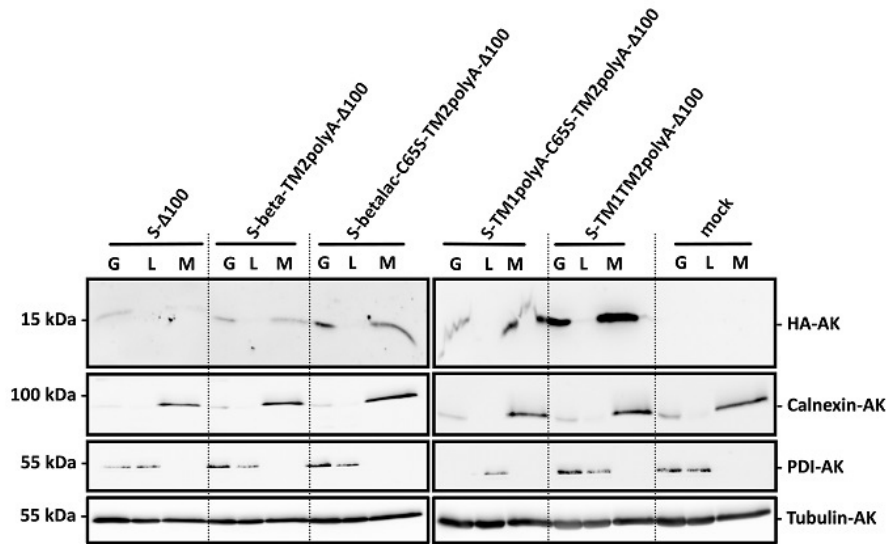 S-Δ100
S-beta-TM2polyA-Δ100
S-betalac-C65S-TM2polyA-Δ100
S-TM1polyA-C65S-TM2polyA-Δ100
S-TM1TM2polyA-Δ100
mock
G L M G L M G L M G L M G L M G L M
15 kDa HA-AK
100 kDa Calnexin-AK
55 kDa PDI-AK
55 kDa Tubulin-AK